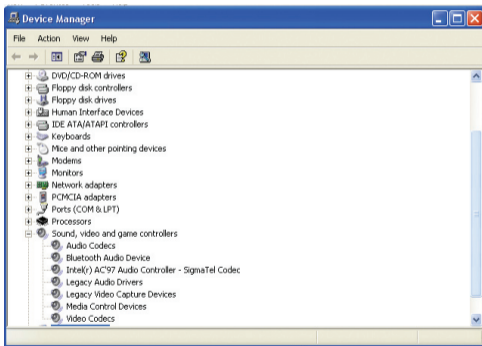 Device Manager
File Action View Help
DVD/CD-ROM drives
Floppy disk controllers
Floppy disk drives
Human Interface Devices
IDE ATA/ATAPI controllers
Keyboards
Mice and other pointing devices
Modems
Monitors
Network adapters
PCMCIA adapters
Ports (COM & LPT)
Processors
Sound, video and game controllers
Audio Codecs
Bluetooth Audio Device
Intel(r) AC'97 Audio Controller - SigmaTel Codec
Legacy Audio Drivers
Legacy Video Capture Devices
Media Control Devices
Video Codecs